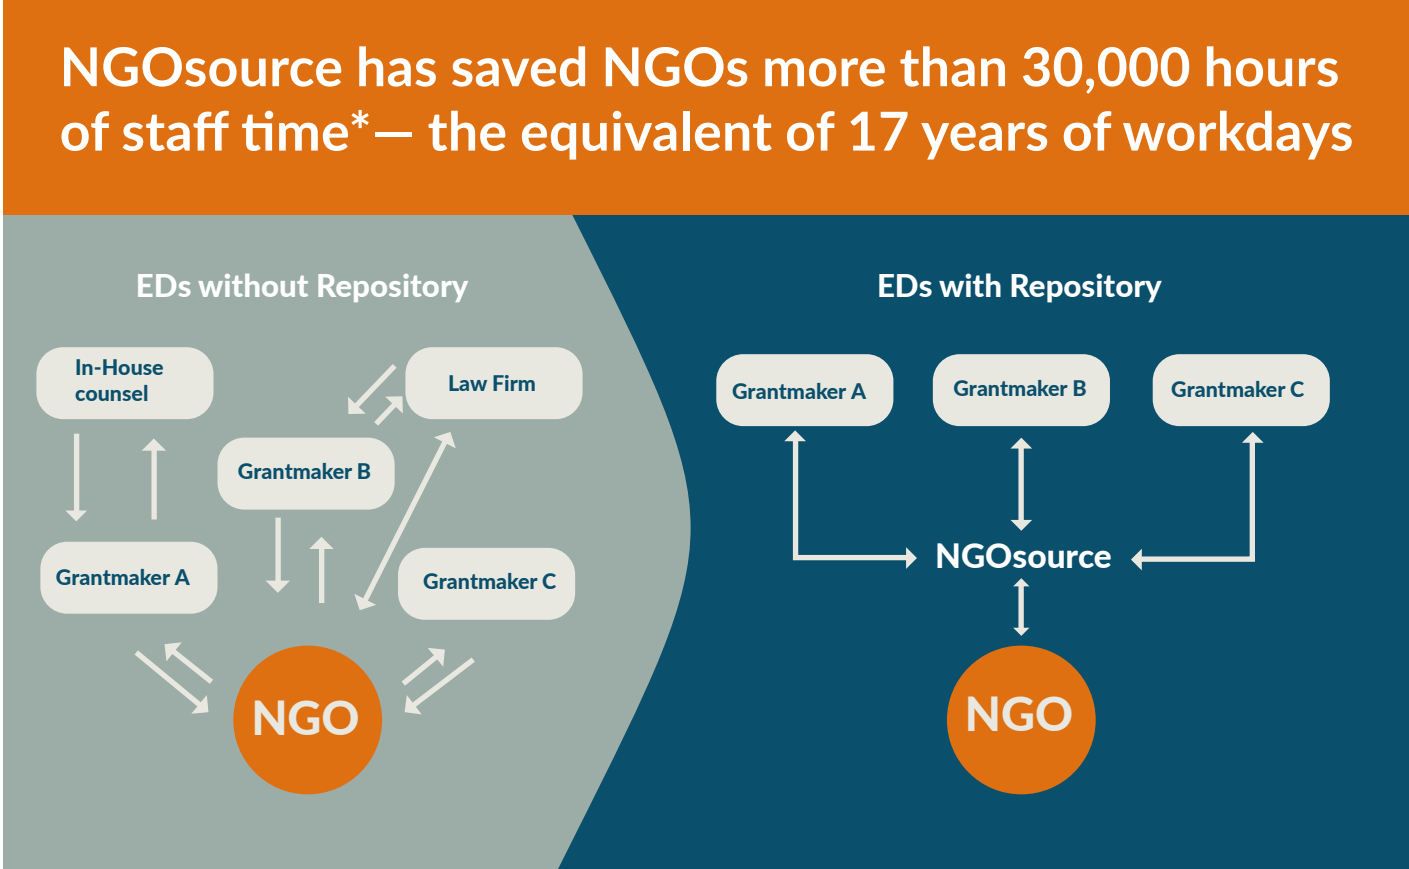 NGOsource has saved NGOs more than 30,000 hours
of staff time*— the equivalent of 17 years of workdays
EDs without Repository
In-House
counsel
Law Firm
Grantmaker B
Grantmaker A
Grantmaker C
NGO
EDs with Repository
Grantmaker A
Grantmaker B
Grantmaker C
NGOsource
NGO